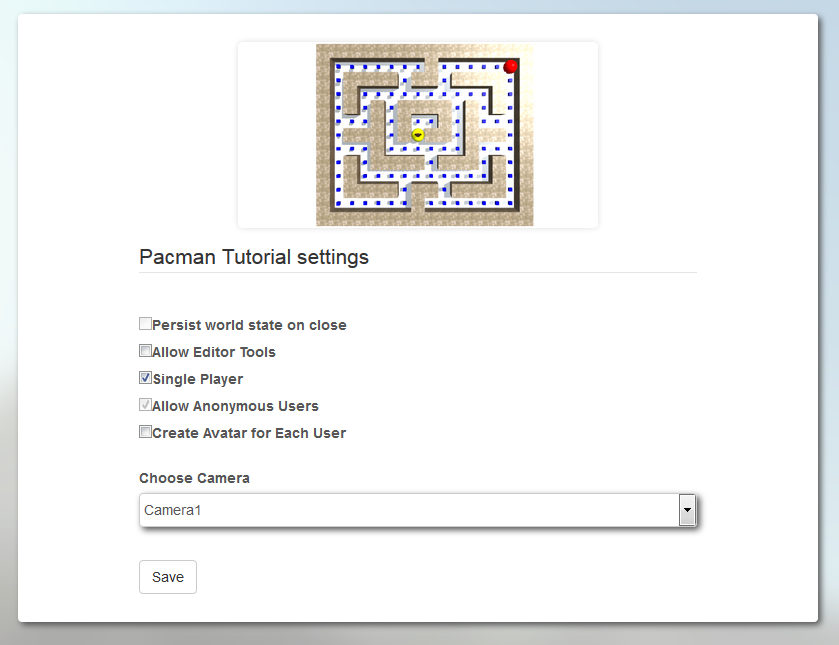 Pacman Tutorial settings
Persist world state on close
Allow Editor Tools
Single Player
Allow Anonymous Users
Create Avatar for Each User
Choose Camera
Camera1
Save